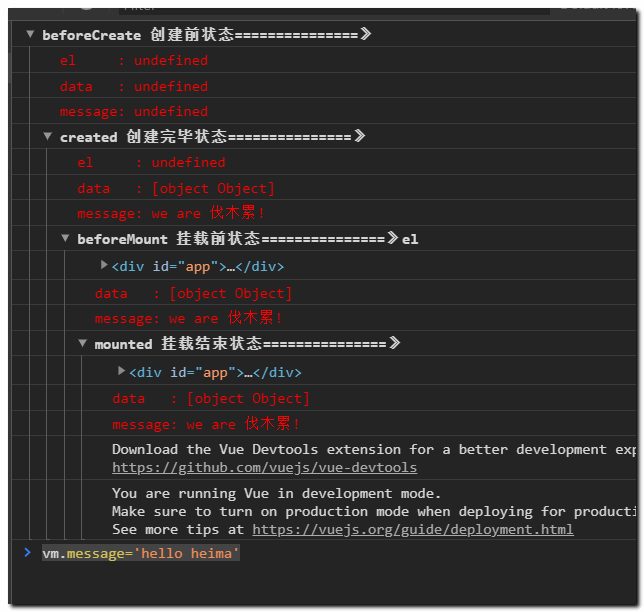 beforeCreate 创建前状态===============》
el : undefined
data : undefined
message: undefined
created 创建完毕状态===============》
el : undefined
data : [object Object]
message: we are 伐木累!
beforeMount 挂载前状态===============》el
<div id="app">…</div>
data : [object Object]
message: we are 伐木累!
mounted 挂载结束状态===============》
<div id="app">…</div>
data : [object Object]
message: we are 伐木累!
Download the Vue Devtools extension for a better development exp
https://github.com/vuejs/vue-devtools
You are running Vue in development mode.
Make sure to turn on production mode when deploying for producti
See more tips at https://vuejs.org/guide/deployment.html
> vm.message='hello heima'